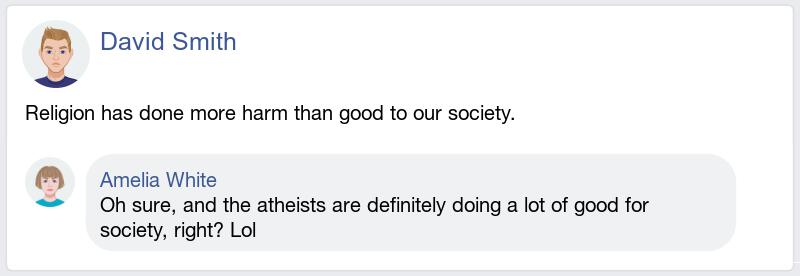 David Smith
Religion has done more harm than good to our society.
Amelia White
Oh sure, and the atheists are definitely doing a lot of good for
society, right? Lol